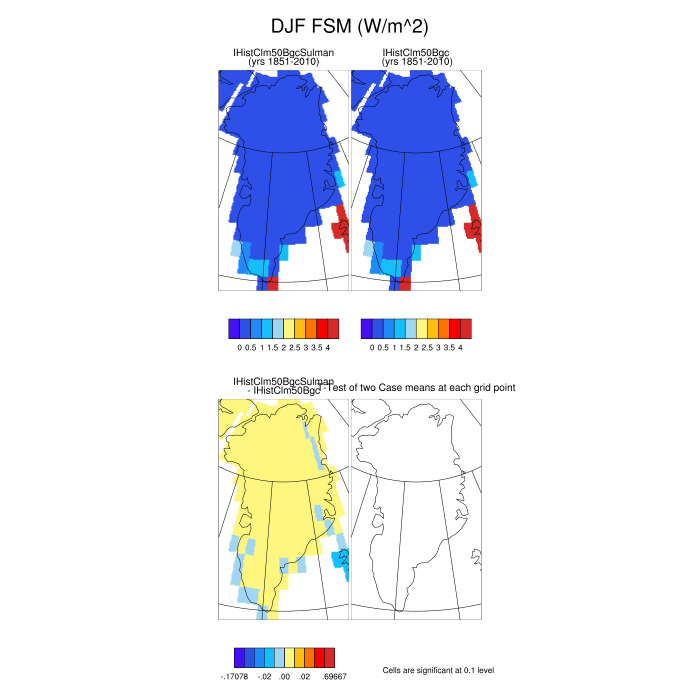 DJF FSM (W/m^2)
IHistClm50BgcSulman
(yrs 1851-2010)
IHistClm50Bgc
(yrs 1851-2010)
0 0.5 1 1.5 2 2.5 3 3.5 4
0 0.5 1 1.5 2 2.5 3 3.5 4
IHistClm50BgcSulman
- IHistClm50Bgc
T-Test of two Case means at each grid point
-.17078 -.02 .00 .02 .69667
Cells are significant at 0.1 level